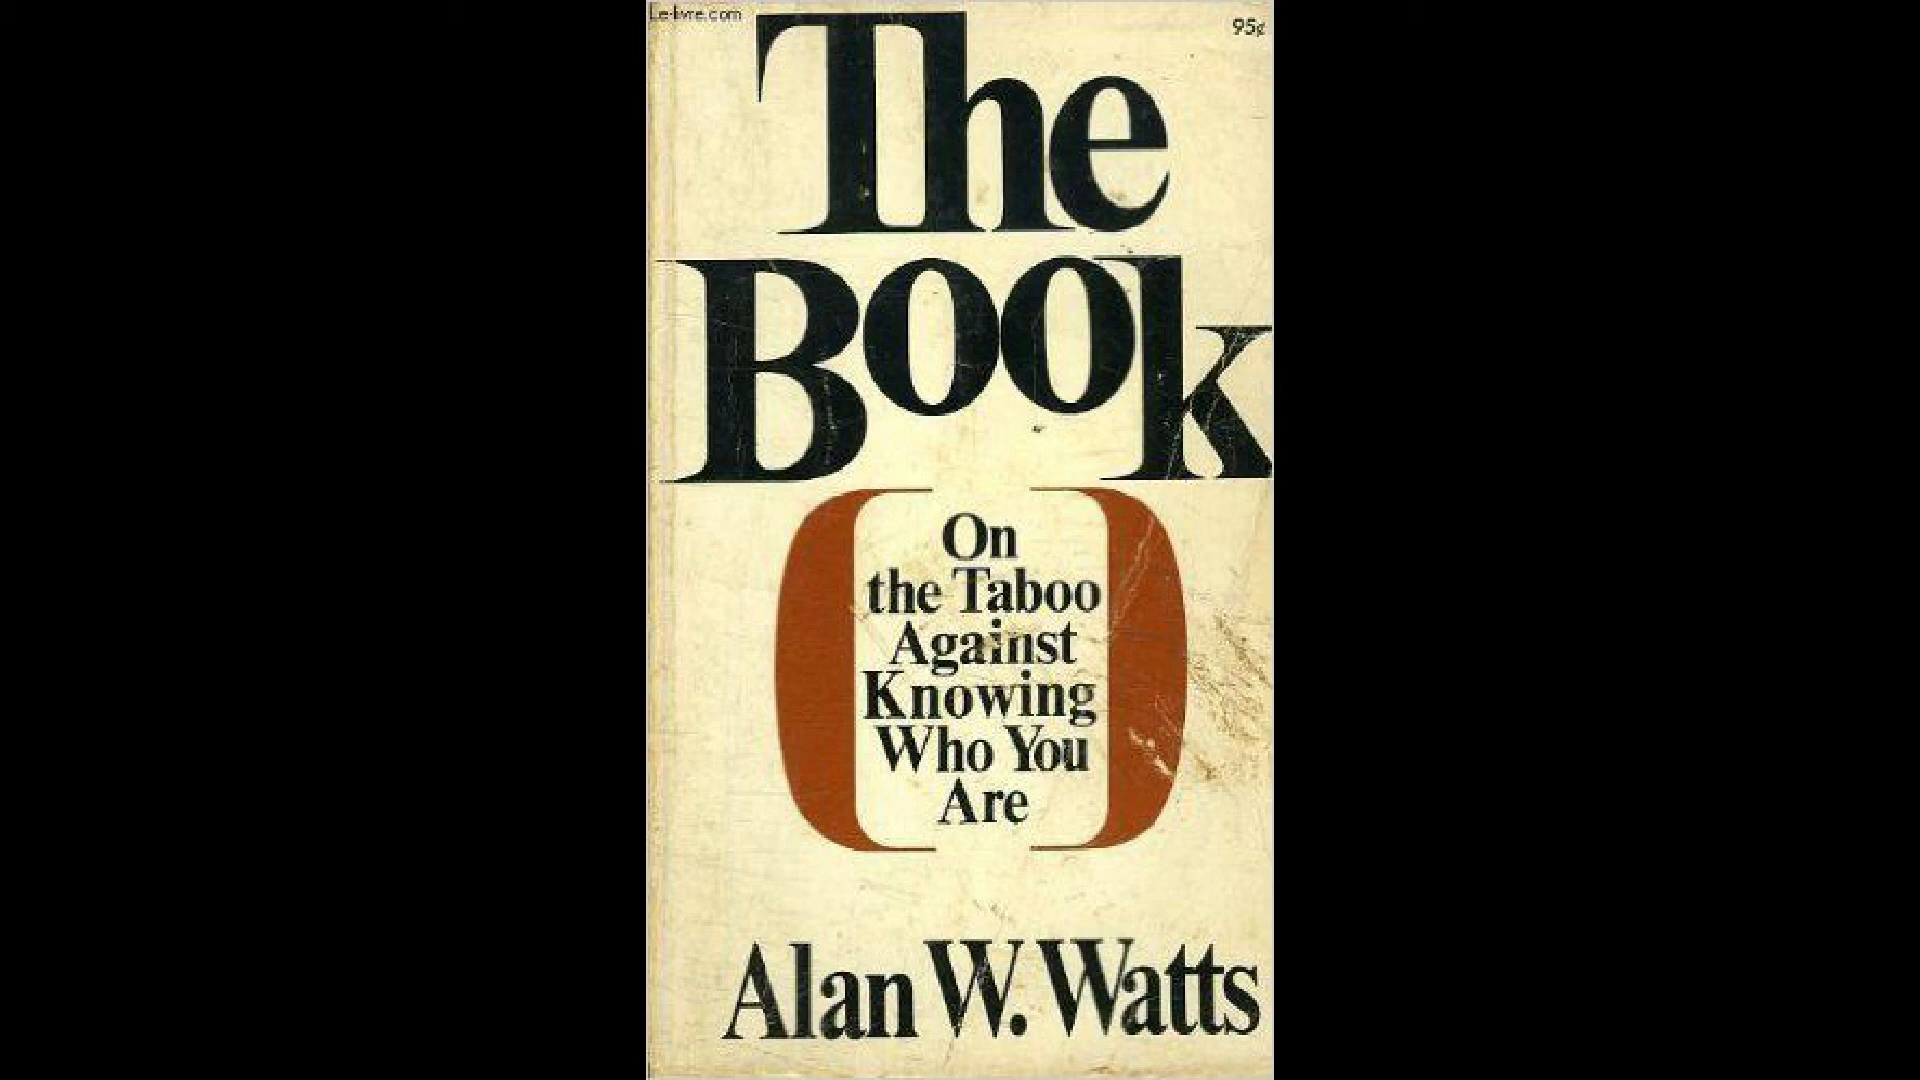 Le-livre.com
95¢
The
Book
On
the Taboo
Against
Knowing
Who You
Are
Alan W. Watts